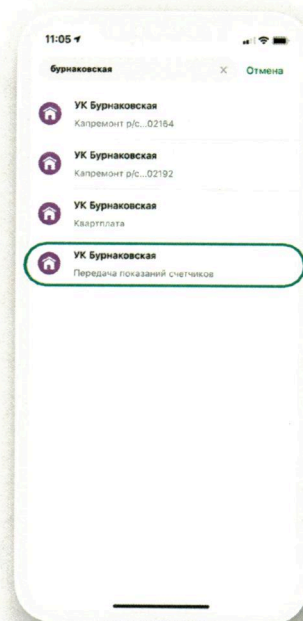 11:05
бурнаковская
Отмена
УК Бурнаковская
Капремонт р/с...02164
УК Бурнаковская
Капремонт р/с...02192
УК Бурнаковская
Квартплата
УК Бурнаковская
Передача показаний счетчиков